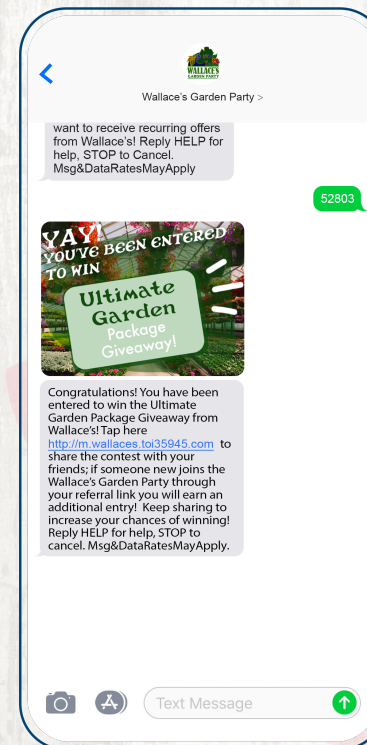 WALLACE'S
GARDEN PARTY
Wallace's Garden Party >
want to receive recurring offers
from Wallace's! Reply HELP for
help, STOP to Cancel.
Msg&DataRatesMayApply
52803
YAY!
YOU'VE BEEN ENTERED
TO WIN
Ultimate
Garden
Package
Giveaway!
Congratulations! You have been
entered to win the Ultimate
Garden Package Giveaway from
Wallace's! Tap here
http://m.wallaces.toi35945.com to
share the contest with your
friends; if someone new joins the
Wallace's Garden Party through
your referral link you will earn an
additional entry! Keep sharing to
increase your chances of winning!
Reply HELP for help, STOP to
cancel. Msg&DataRatesMayApply.
Text Message